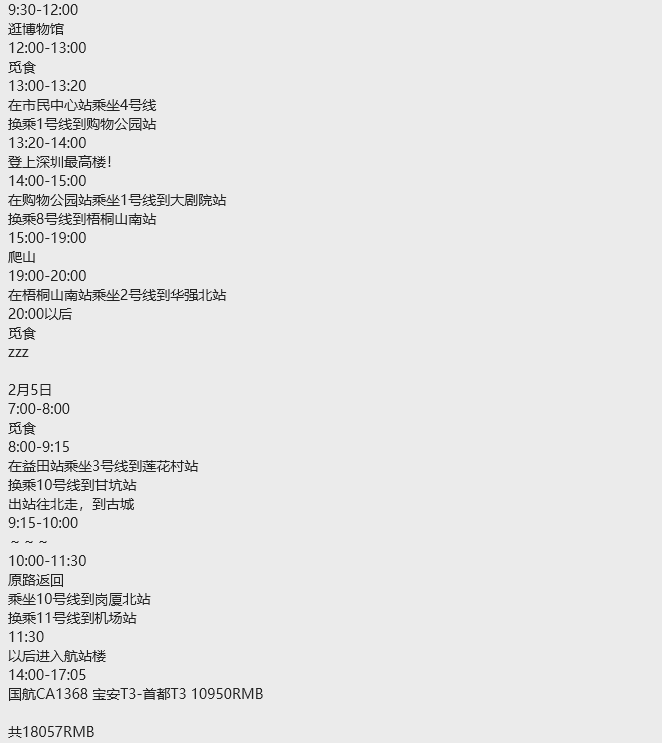 9:30-12:00
逛博物馆
12:00-13:00
觅食
13:00-13:20
在市民中心站乘坐4号线
换乘1号线到购物公园站
13:20-14:00
登上深圳最高楼！
14:00-15:00
在购物公园站乘坐1号线到大剧院站
换乘8号线到梧桐山南站
15:00-19:00
爬山
19:00-20:00
在梧桐山南站乘坐2号线到华强北站
20:00以后
觅食
zzz
2月5日
7:00-8:00
觅食
8:00-9:15
在益田站乘坐3号线到莲花村站
换乘10号线到甘坑站
出站往北走，到古城
9:15-10:00
～～～
10:00-11:30
原路返回
乘坐10号线到岗厦北站
换乘11号线到机场站
11:30
以后进入航站楼
14:00-17:05
国航CA1368 宝安T3-首都T3 10950RMB
共18057RMB